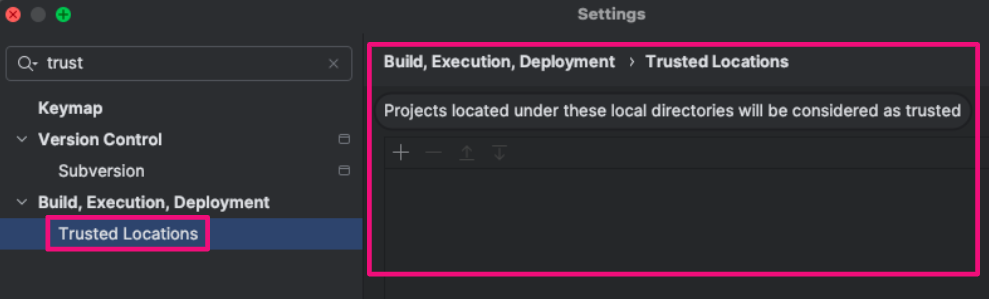 Settings
trust
Keymap
Version Control
Subversion
Build, Execution, Deployment
Trusted Locations
Build, Execution, Deployment › Trusted Locations
Projects located under these local directories will be considered as trusted